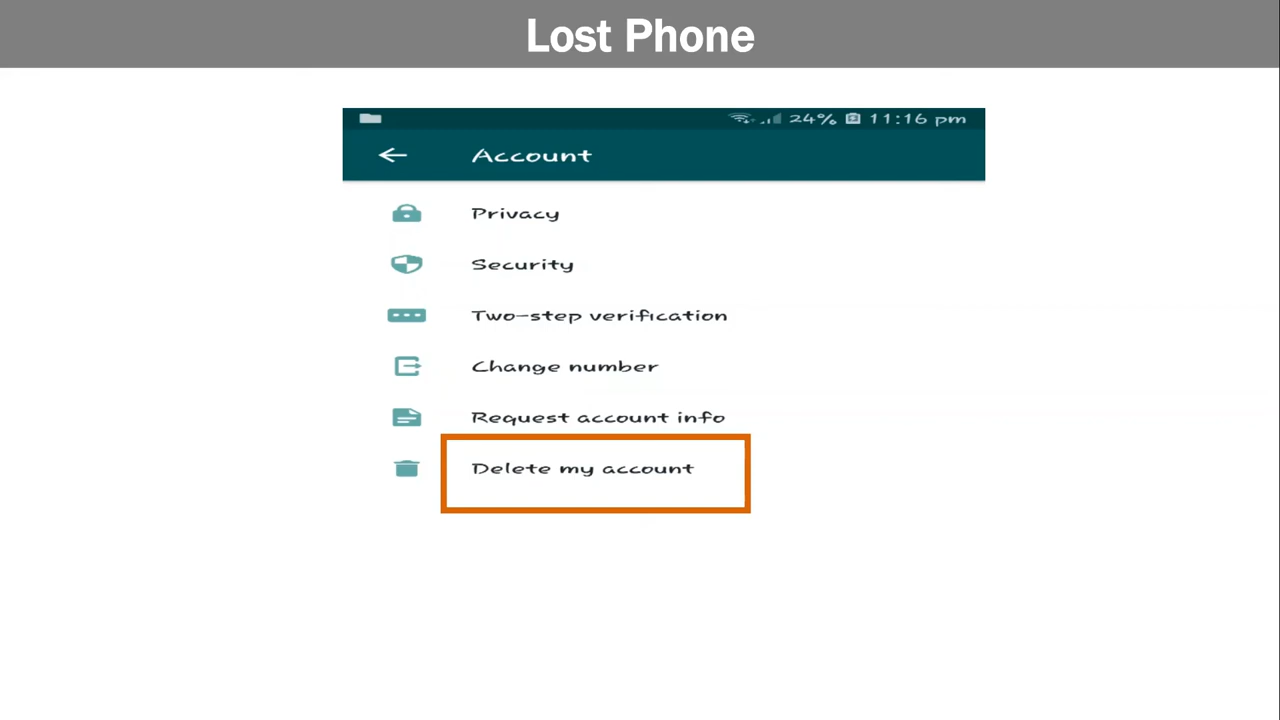 Lost Phone
24% 11:16 pm
Account
Privacy
Security
Two-step verification
Change number
Request account info
Delete my account